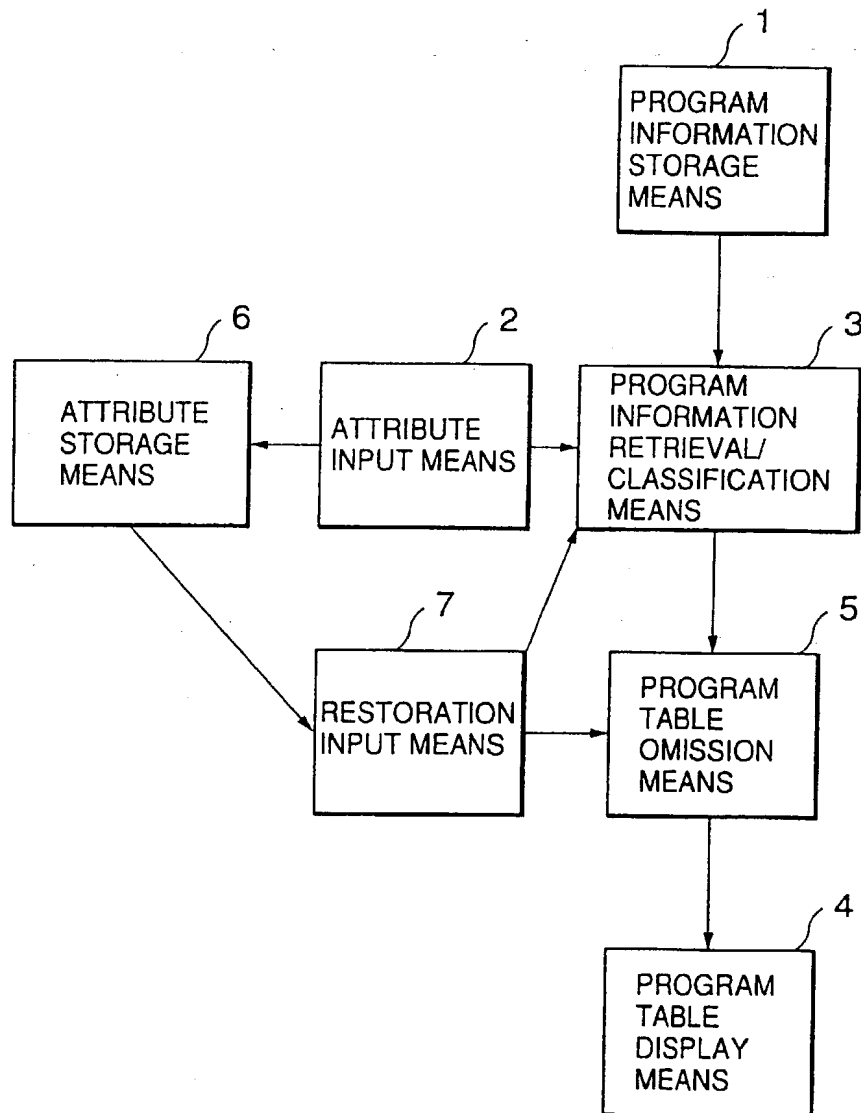 1
PROGRAM
INFORMATION
STORAGE
MEANS
6
ATTRIBUTE
STORAGE
MEANS
2
ATTRIBUTE
INPUT MEANS
3
PROGRAM
INFORMATION
RETRIEVAL/
CLASSIFICATION
MEANS
7
RESTORATION
INPUT MEANS
5
PROGRAM
TABLE
OMISSION
MEANS
4
PROGRAM
TABLE
DISPLAY
MEANS